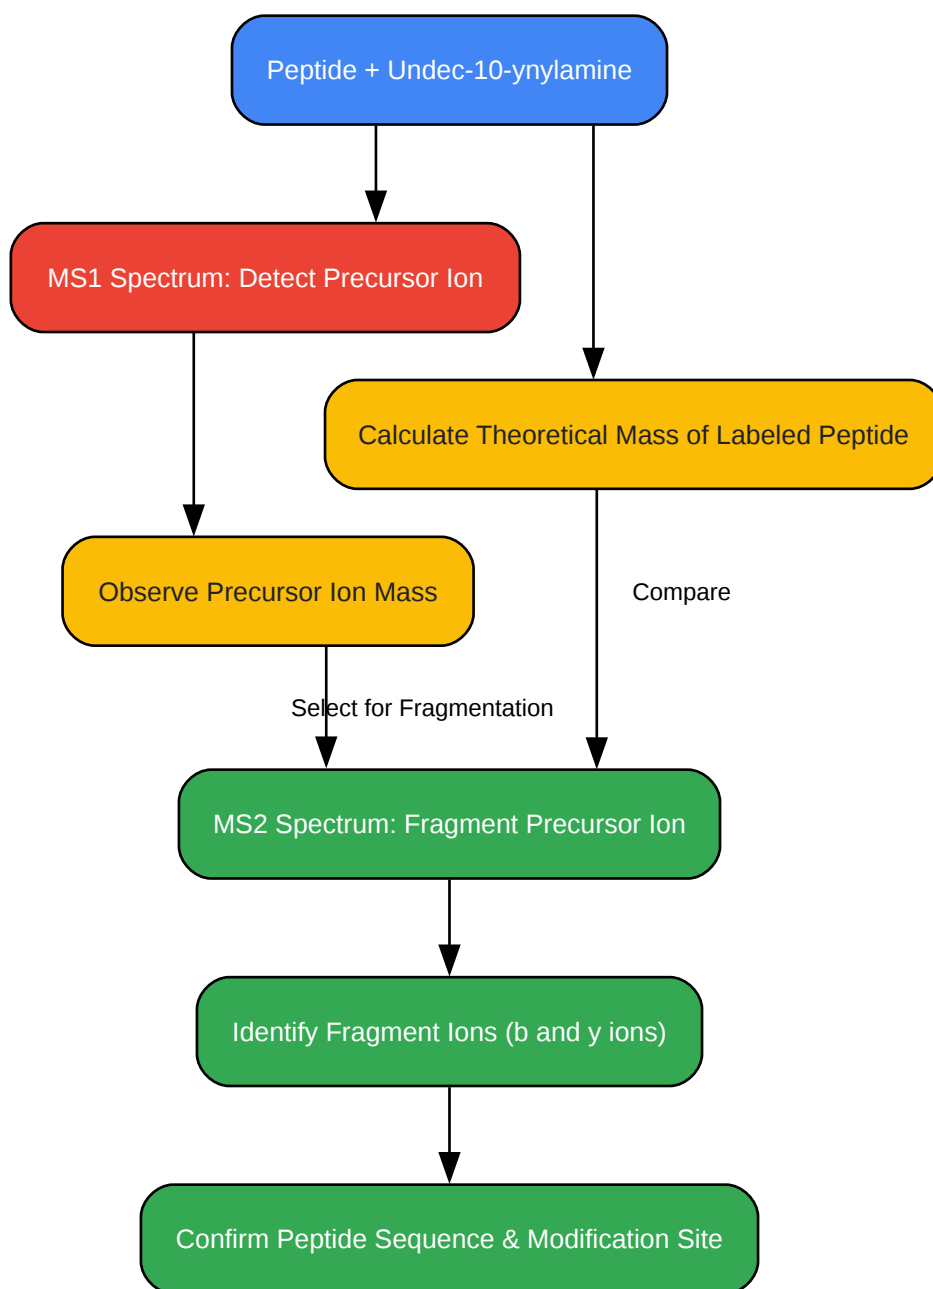 Peptide + Undec-10-ynylamine
MS1 Spectrum: Detect Precursor Ion
Calculate Theoretical Mass of Labeled Peptide
Observe Precursor Ion Mass
Compare
Select for Fragmentation
MS2 Spectrum: Fragment Precursor Ion
Identify Fragment Ions (b and y ions)
Confirm Peptide Sequence & Modification Site